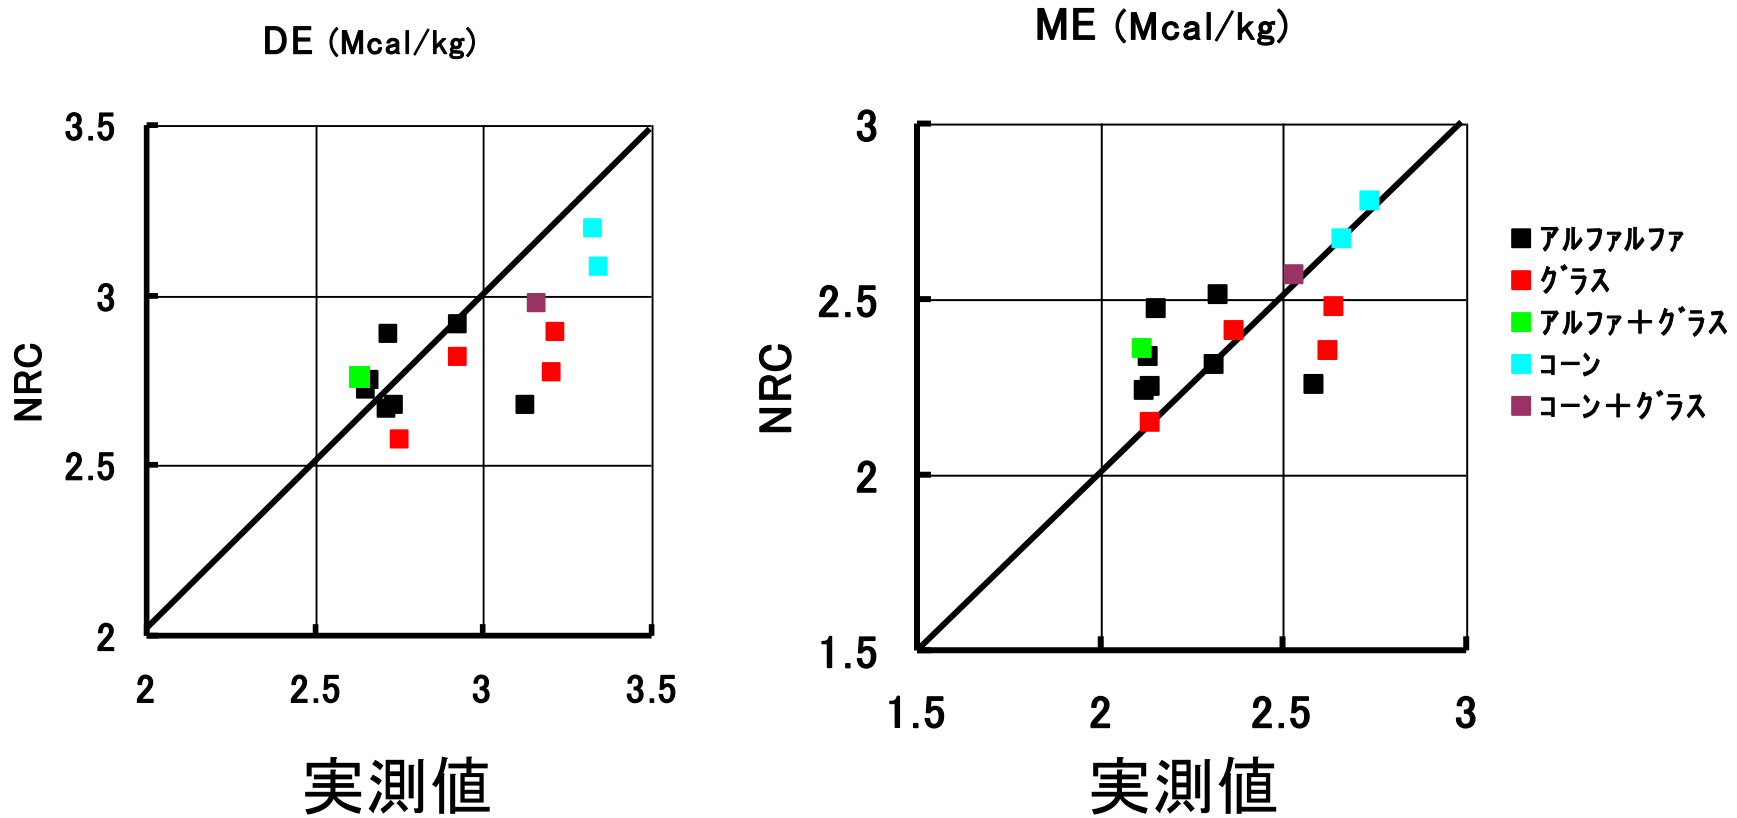 DE (Mcal/kg)
3.5
3
2.5
2
NRC
2 2.5 3 3.5
実測値
ME (Mcal/kg)
3
2.5
2
1.5
NRC
1.5 2 2.5 3
実測値
ｱﾙﾌｧﾙﾌｧ
ｸﾞﾗｽ
ｱﾙﾌｧ＋ｸﾞﾗｽ
ｺｰﾝ
ｺｰﾝ＋ｸﾞﾗｽ